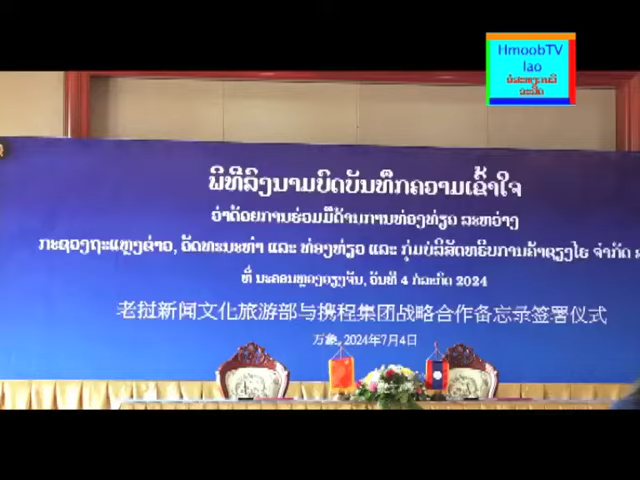 HmoobTV
lao
ພິທີລົງນາມບົດບັນທຶກຄວາມເຂົ້າໃຈ
ວ່າດ້ວຍການຮ່ວມມືດ້ານການທ່ອງທ່ຽວ ລະຫວ່າງ
ກະຊວງຖະແຫຼງຂ່າວ, ວັດທະນະທຳ ແລະ ທ່ອງທ່ຽວ ແລະ ກຸ່ມບໍລິສັດທຣິບການຄ້າຊຽງໄຮ ຈຳກັດ
ທີ່ ນະຄອນຫຼວງວຽງຈັນ, ວັນທີ 4 ກໍລະກົດ 2024
老挝新闻文化旅游部与携程集团战略合作备忘录签署仪式
万象, 2024年7月4日